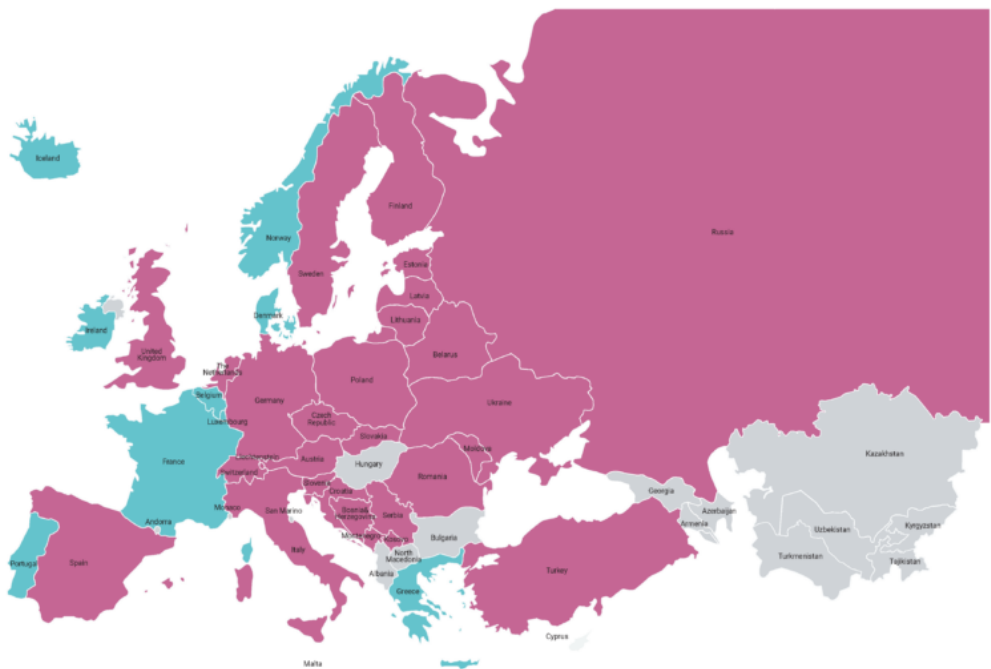 Iceland
Norway
Finland
Russia
Sweden
Estonia
Latvia
Denmark
Lithuania
Ireland
United
Kingdom
Belarus
The
Netherlands
Poland
Belgium
Germany
Ukraine
Czech
Republic
Luxembourg
Slovakia
Moldova
Kazakhstan
Liechtenstein
Austria
France
Hungary
Switzerland
Romania
Slovenia
Croatia
Georgia
Monaco
San Marino
Bosnia &
Herzegovina
Serbia
Azerbaijan
Andorra
Armenia
Kyrgyzstan
Uzbekistan
Montenegro
Kosovo
Bulgaria
Italy
North
Macedonia
Turkmenistan
Tajikistan
Portugal
Spain
Albania
Turkey
Greece
Cyprus
Malta